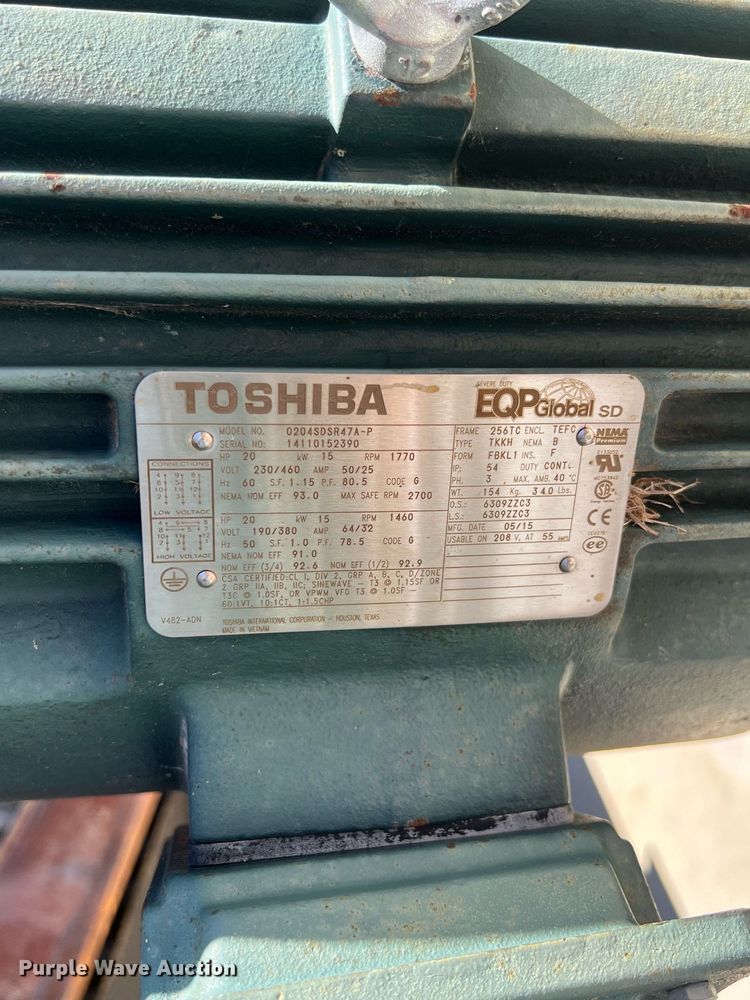 TOSHIBA
SEVERE DUTY
EQP Global SD
MODEL NO: 0204SDSR47A-P
SERIAL NO: 14110152390
HP 20 kW 15 RPM 1770
VOLT 230/460 AMP 50/25
Hz 60 S.F. 1.15 P.F. 80.5 CODE G
NEMA NOM EFF 93.0 MAX SAFE RPM 2700
HP 20 kW 15 RPM 1460
VOLT 190/380 AMP 64/32
Hz 50 S.F. 1.0 P.F. 78.5 CODE G
NEMA NOM EFF 91.0
NOM EFF (3/4) 92.6 NOM EFF (1/2) 92.9
CSA CERTIFIED:CL I, DIV 2, GRP A, B, C, D/ZONE
2 GRP IIA, IIB, IIC; SINEWAVE - T3 @ 1.15SF OR
T3C @ 1.0SF, OR VPWM VFD T3 @ 1.0SF -
60:1VT, 10:1CT, 1-1.5CHP
FRAME 256TC ENCL. TEFC
TYPE TKKH NEMA B
FORM FBKL1 INS. F
IP: 54 DUTY CONT.
PH. 3 MAX. AMB. 40 °C
WT. 154 Kg. 340 Lbs.
O.S.: 6309ZZC3
L.S.: 6309ZZC3
MFG. DATE 05/15
USABLE ON 208 V. AT 55 AMPS
NEMA
Premium
CE
ee
CONNECTIONS
LOW VOLTAGE
HIGH VOLTAGE
V482-ADN
TOSHIBA INTERNATIONAL CORPORATION - HOUSTON, TEXAS
MADE IN VIETNAM
Purple Wave Auction